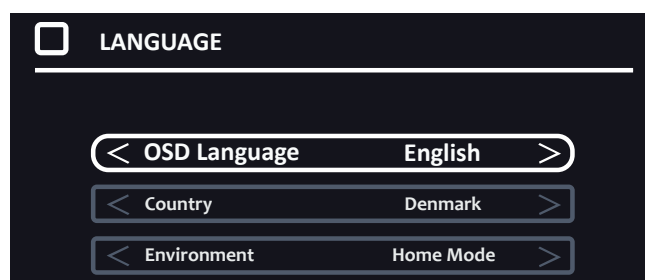 LANGUAGE
< OSD Language English >
< Country Denmark >
< Environment Home Mode >